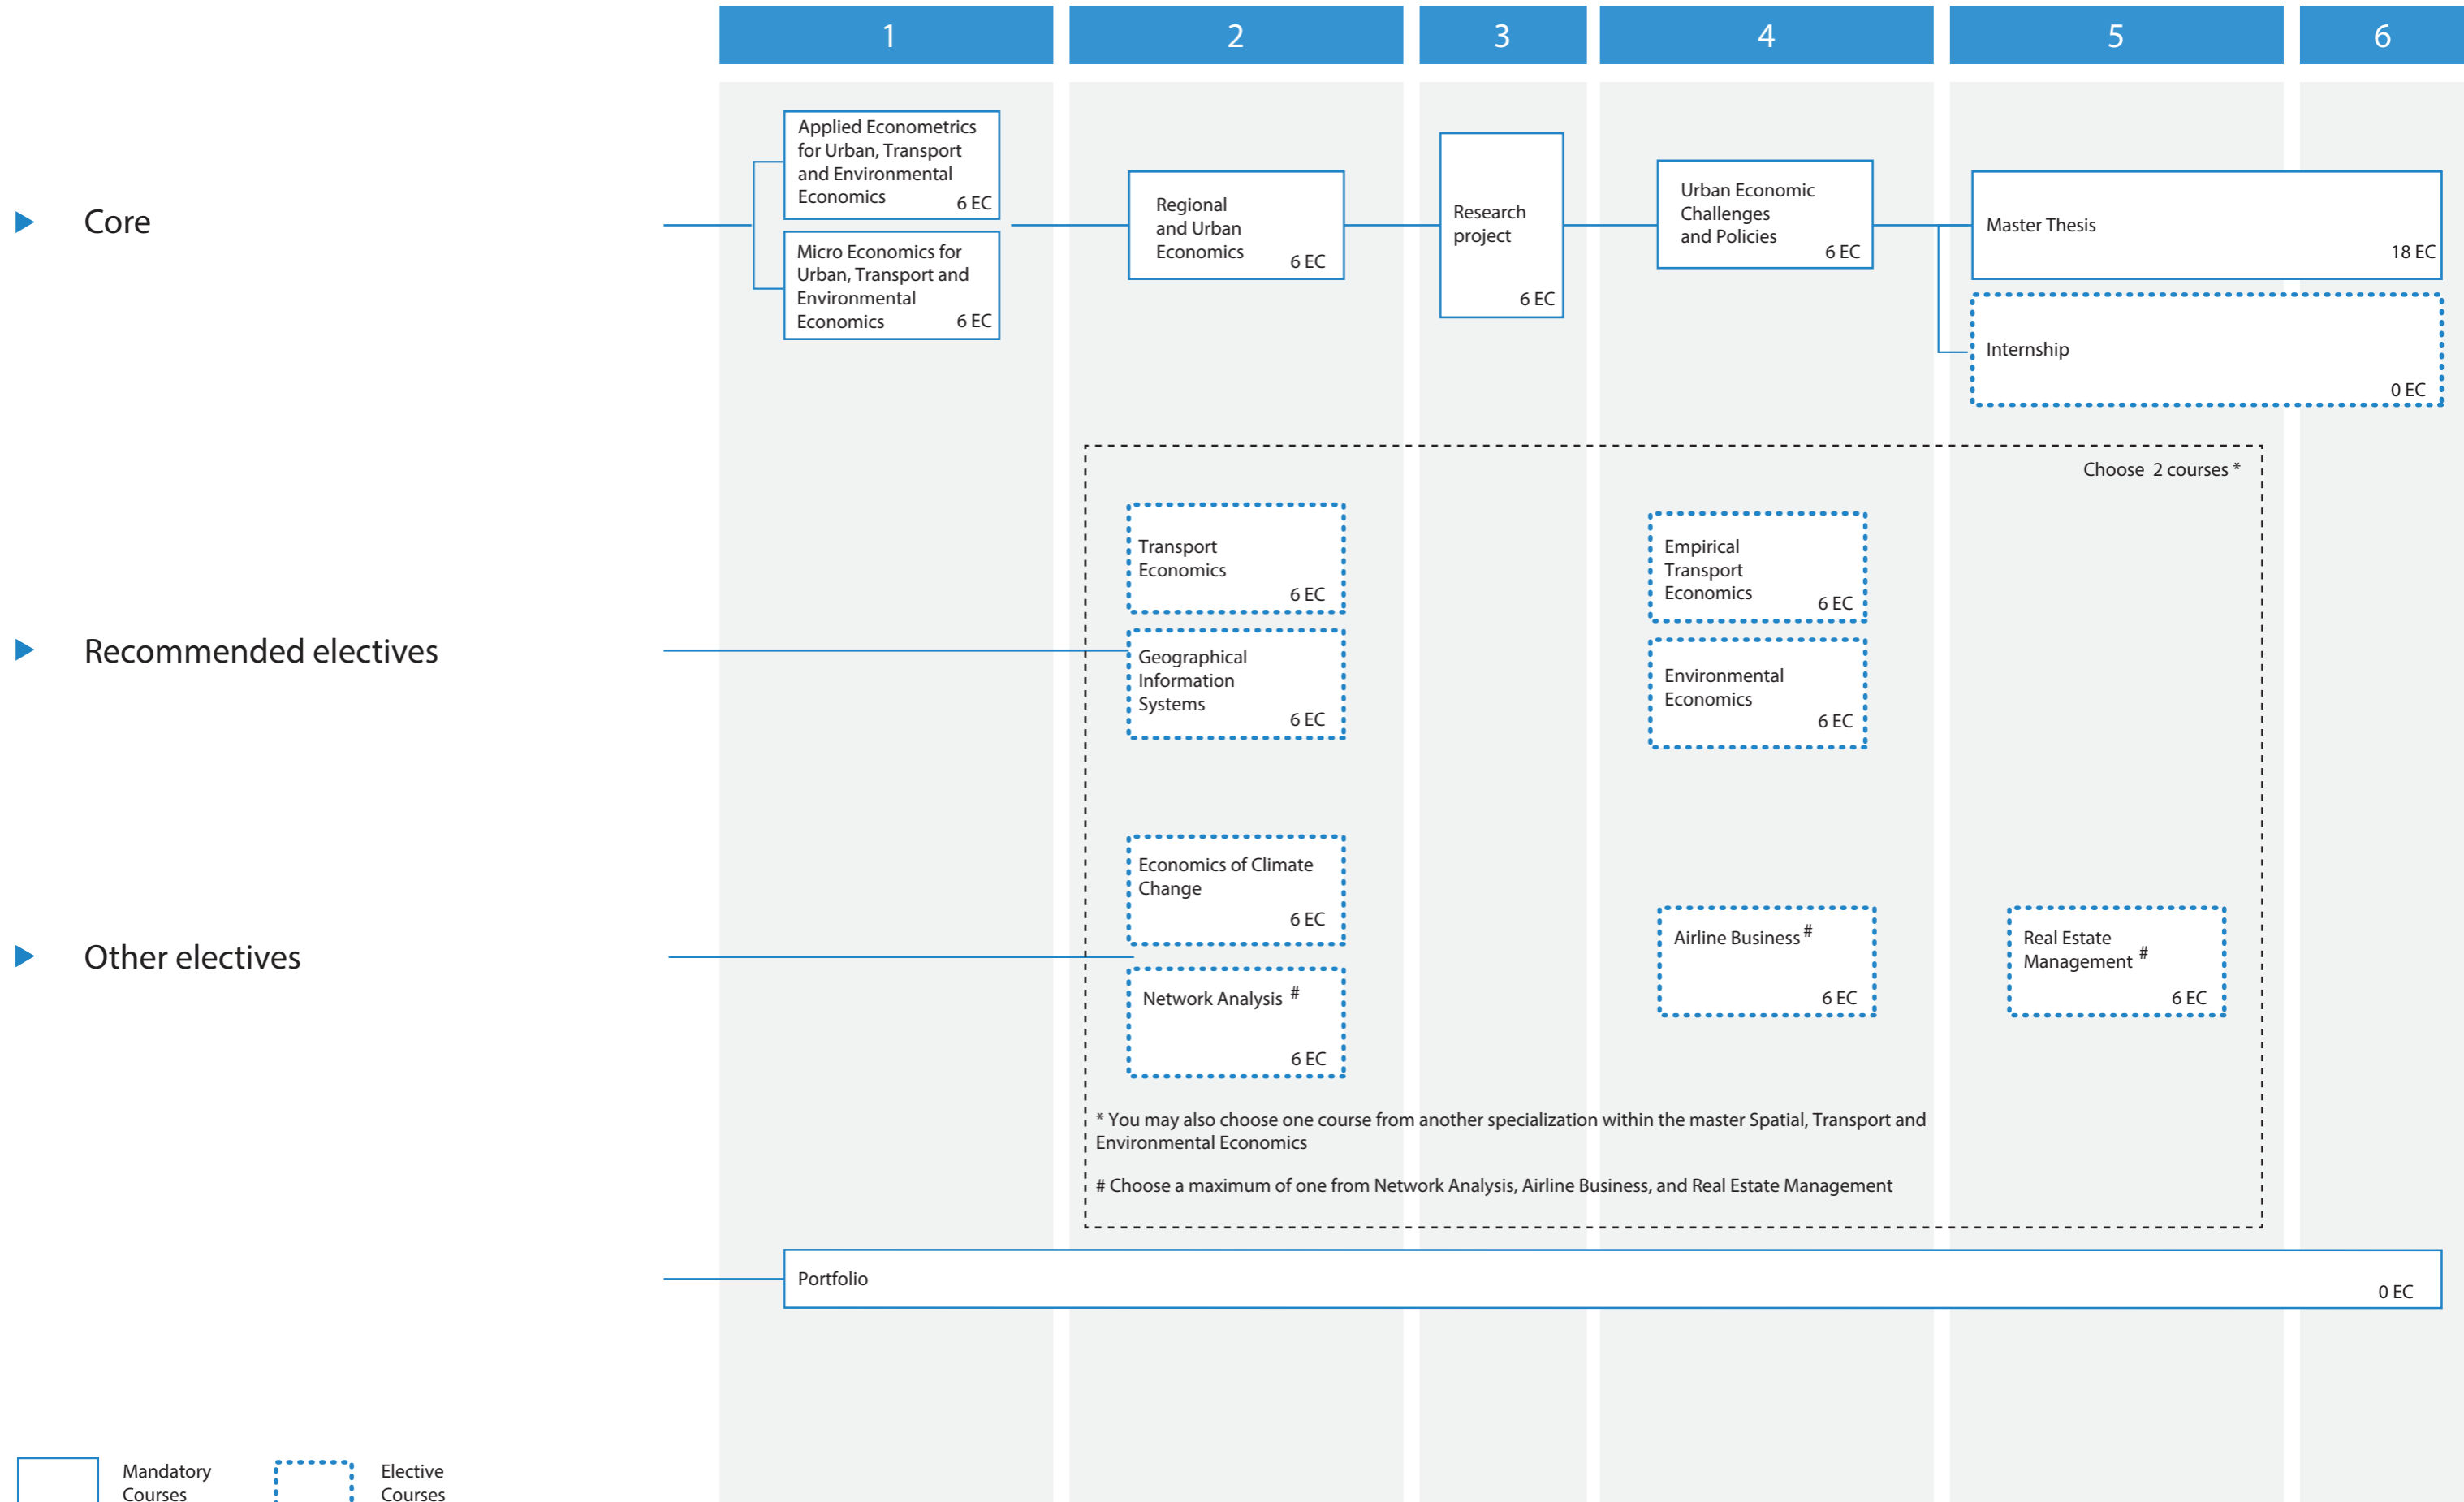 1
2
3
4
5
6
Core
Applied Econometrics
for Urban, Transport
and Environmental
Economics
6 EC
Micro Economics for
Urban, Transport and
Environmental
Economics
6 EC
Regional
and Urban
Economics
6 EC
Research
project
6 EC
Urban Economic
Challenges
and Policies
6 EC
Master Thesis
18 EC
Internship
0 EC
Choose 2 courses *
Recommended electives
Transport
Economics
6 EC
Geographical
Information
Systems
6 EC
Empirical
Transport
Economics
6 EC
Environmental
Economics
6 EC
Other electives
Economics of Climate
Change
6 EC
Network Analysis #
6 EC
Airline Business #
6 EC
Real Estate
Management #
6 EC
* You may also choose one course from another specialization within the master Spatial, Transport and
Environmental Economics
# Choose a maximum of one from Network Analysis, Airline Business, and Real Estate Management
Portfolio
0 EC
Mandatory
Courses
Elective
Courses